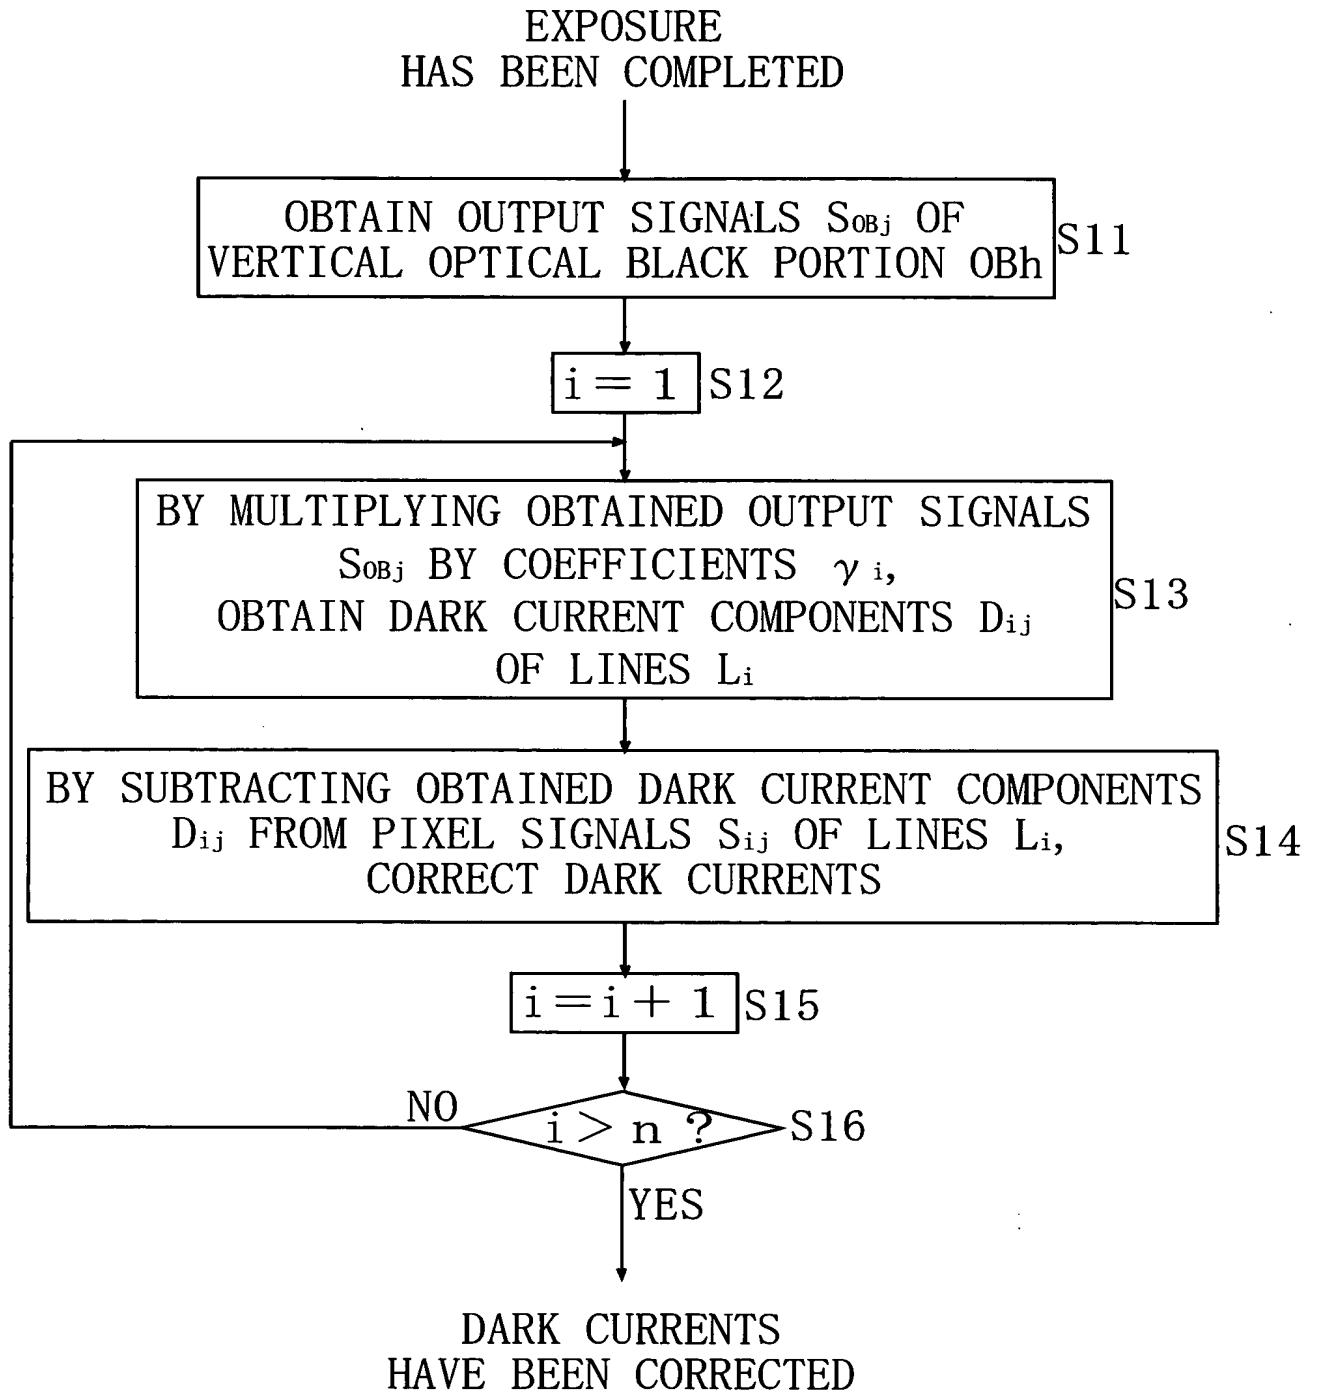 EXPOSURE
HAS BEEN COMPLETED
OBTAIN OUTPUT SIGNALS SOBj OF
VERTICAL OPTICAL BLACK PORTION OBh
S11
i = 1
S12
BY MULTIPLYING OBTAINED OUTPUT SIGNALS
SOBj BY COEFFICIENTS γi,
OBTAIN DARK CURRENT COMPONENTS Dij
OF LINES Li
S13
BY SUBTRACTING OBTAINED DARK CURRENT COMPONENTS
Dij FROM PIXEL SIGNALS Sij OF LINES Li,
CORRECT DARK CURRENTS
S14
i = i + 1
S15
NO
i > n ?
S16
YES
DARK CURRENTS
HAVE BEEN CORRECTED